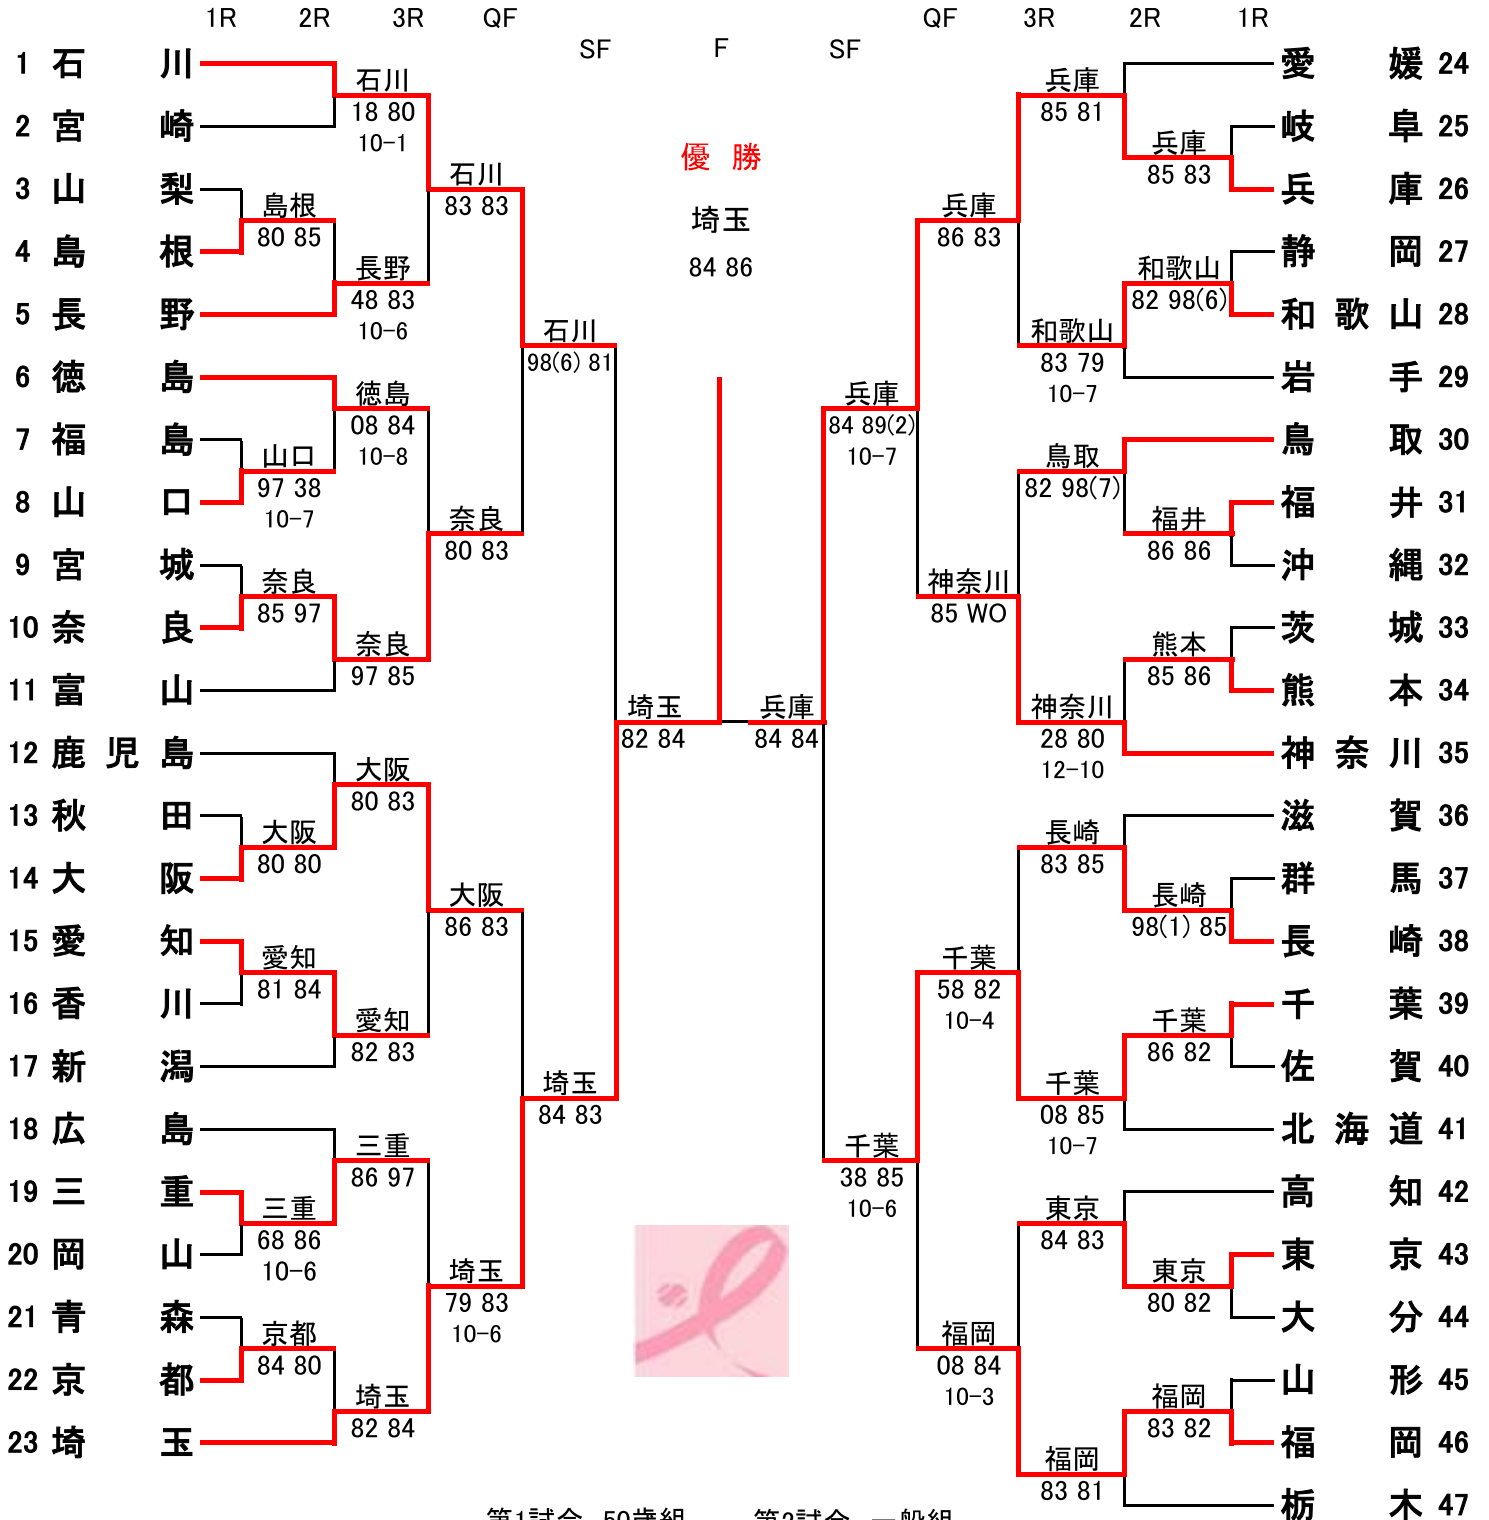 1R 2R 3R QF SF F SF QF 3R 2R 1R
優 勝
埼玉
84 86
1 石 川
2 宮 崎
3 山 梨
4 島 根
5 長 野
6 徳 島
7 福 島
8 山 口
9 宮 城
10 奈 良
11 富 山
12 鹿 児 島
13 秋 田
14 大 阪
15 愛 知
16 香 川
17 新 潟
18 広 島
19 三 重
20 岡 山
21 青 森
22 京 都
23 埼 玉
島根
80 85
山口
97 38
10-7
奈良
85 97
大阪
80 80
愛知
81 84
三重
68 86
10-6
京都
84 80
石川
18 80
10-1
長野
48 83
10-6
徳島
08 84
10-8
奈良
97 85
大阪
80 83
愛知
82 83
三重
86 97
埼玉
82 84
石川
83 83
奈良
80 83
大阪
86 83
埼玉
79 83
10-6
石川
98(6) 81
埼玉
84 83
埼玉
82 84
兵庫
84 84
兵庫
84 89(2)
10-7
千葉
38 85
10-6
兵庫
86 83
神奈川
85 WO
千葉
58 82
10-4
福岡
08 84
10-3
兵庫
85 81
和歌山
83 79
10-7
鳥取
82 98(7)
神奈川
28 80
12-10
長崎
83 85
千葉
08 85
10-7
東京
84 83
福岡
83 81
兵庫
85 83
和歌山
82 98(6)
福井
86 86
熊本
85 86
長崎
98(1) 85
千葉
86 82
東京
80 82
福岡
83 82
愛 媛 24
岐 阜 25
兵 庫 26
静 岡 27
和 歌 山 28
岩 手 29
鳥 取 30
福 井 31
沖 縄 32
茨 城 33
熊 本 34
神 奈 川 35
滋 賀 36
群 馬 37
長 崎 38
千 葉 39
佐 賀 40
北 海 道 41
高 知 42
東 京 43
大 分 44
山 形 45
福 岡 46
栃 木 47
第1試合 50歳組 第2試合 一般組